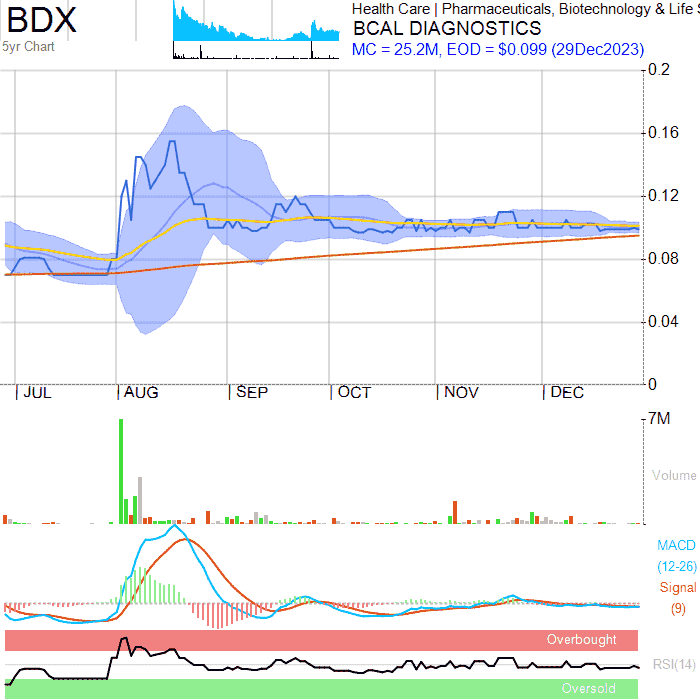 BDX
5yr Chart
Health Care | Pharmaceuticals, Biotechnology & Life S
BCAL DIAGNOSTICS
MC = 25.2M, EOD = $0.099 (29Dec2023)
0.2
0.16
0.12
0.08
0.04
0
JUL AUG SEP OCT NOV DEC
7M
Volume
MACD
(12-26)
Signal
(9)
Overbought
RSI(14)
Oversold